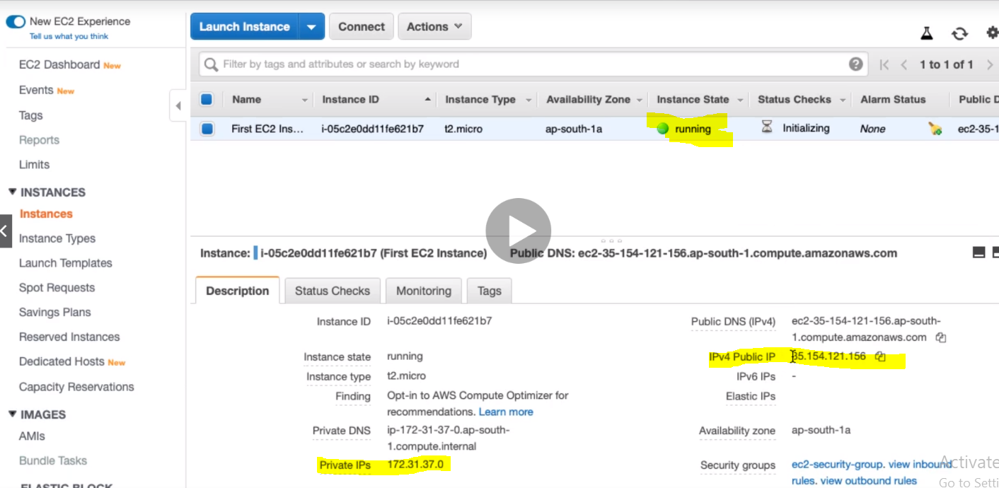 New EC2 Experience
Tell us what you think
EC2 Dashboard New
Events New
Tags
Reports
Limits
INSTANCES
Instances
Instance Types
Launch Templates
Spot Requests
Savings Plans
Reserved Instances
Dedicated Hosts New
Capacity Reservations
IMAGES
AMIs
Bundle Tasks
ELASTIC BLOCK
Launch Instance Connect Actions
Filter by tags and attributes or search by keyword 1 to 1 of 1
Name Instance ID Instance Type Availability Zone Instance State Status Checks Alarm Status Public D
First EC2 Ins... i-05c2e0dd11fe621b7 t2.micro ap-south-1a running Initializing None ec2-35-1
Instance: i-05c2e0dd11fe621b7 (First EC2 Instance) Public DNS: ec2-35-154-121-156.ap-south-1.compute.amazonaws.com
Description Status Checks Monitoring Tags
Instance ID i-05c2e0dd11fe621b7
Instance state running
Instance type t2.micro
Finding Opt-in to AWS Compute Optimizer for
recommendations. Learn more
Private DNS ip-172-31-37-0.ap-south-
1.compute.internal
Private IPs 172.31.37.0
Public DNS (IPv4) ec2-35-154-121-156.ap-south-
1.compute.amazonaws.com
IPv4 Public IP 35.154.121.156
IPv6 IPs -
Elastic IPs
Availability zone ap-south-1a
Security groups ec2-security-group. view inbound
rules. view outbound rules
Activate
Go to Setti